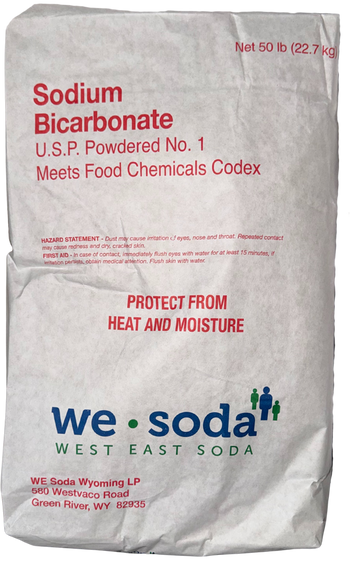 Net 50 lb (22.7 kg)
Sodium
Bicarbonate
U.S.P. Powdered No. 1
Meets Food Chemicals Codex
HAZARD STATEMENT - Dust may cause irritation of eyes, nose and throat. Repeated contact
may cause redness and dry, cracked skin.
FIRST AID - In case of contact, immediately flush eyes with water for at least 15 minutes, if
irritation persists, obtain medical attention. Flush skin with water.
PROTECT FROM
HEAT AND MOISTURE
we • soda
WEST EAST SODA
WE Soda Wyoming LP
580 Westvaco Road
Green River, WY 82935